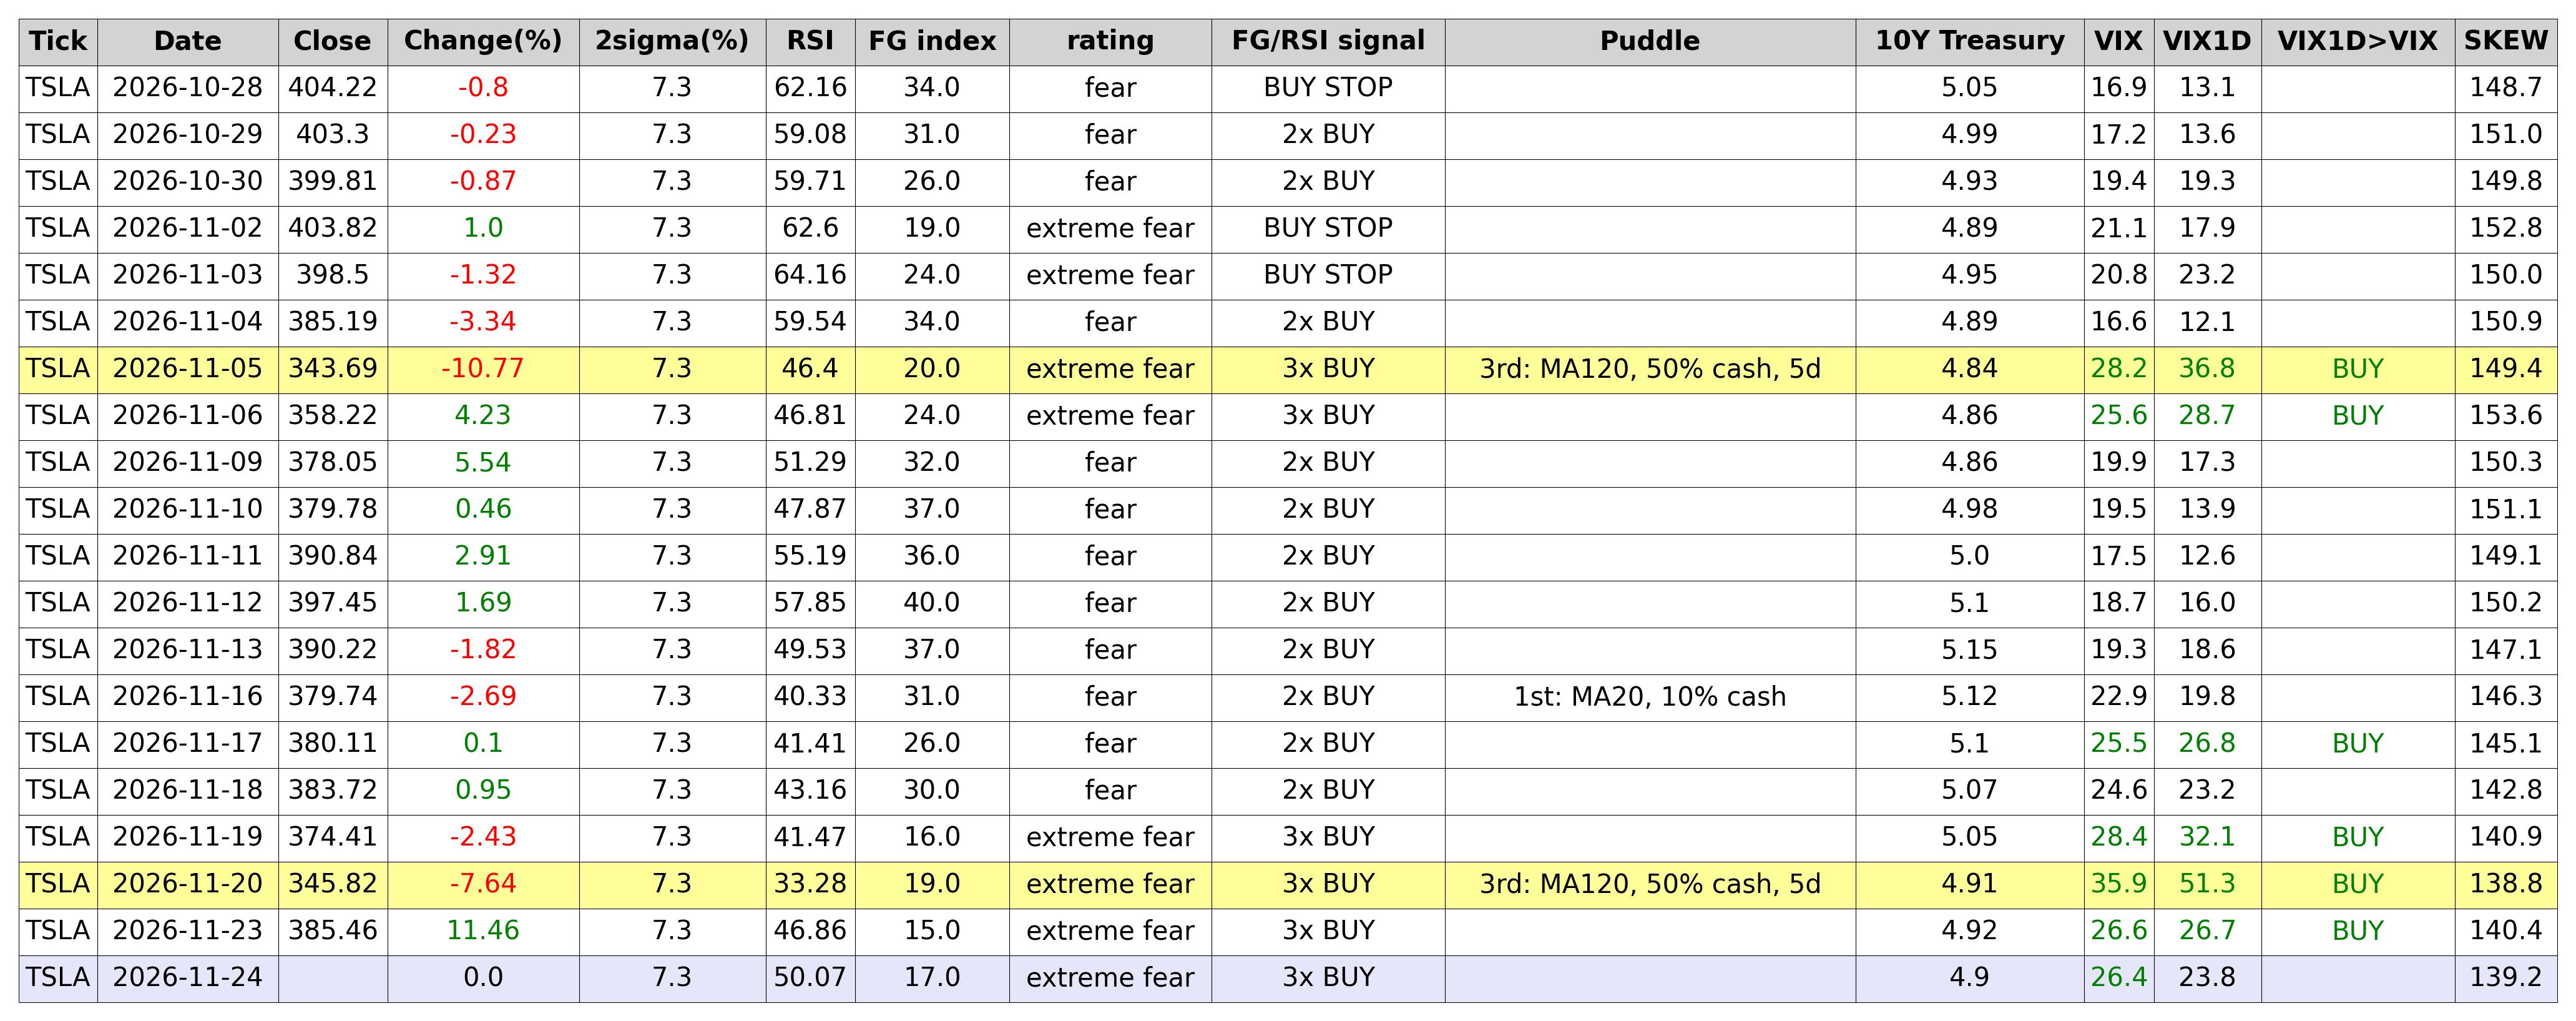 Tick Date Close Change(%) 2sigma(%) RSI FG index rating FG/RSI signal Puddle 10Y Treasury VIX VIX1D VIX1D>VIX SKEW
TSLA 2026-10-28 404.22 -0.8 7.3 62.16 34.0 fear BUY STOP 5.05 16.9 13.1 148.7
TSLA 2026-10-29 403.3 -0.23 7.3 59.08 31.0 fear 2x BUY 4.99 17.2 13.6 151.0
TSLA 2026-10-30 399.81 -0.87 7.3 59.71 26.0 fear 2x BUY 4.93 19.4 19.3 149.8
TSLA 2026-11-02 403.82 1.0 7.3 62.6 19.0 extreme fear BUY STOP 4.89 21.1 17.9 152.8
TSLA 2026-11-03 398.5 -1.32 7.3 64.16 24.0 extreme fear BUY STOP 4.95 20.8 23.2 150.0
TSLA 2026-11-04 385.19 -3.34 7.3 59.54 34.0 fear 2x BUY 4.89 16.6 12.1 150.9
TSLA 2026-11-05 343.69 -10.77 7.3 46.4 20.0 extreme fear 3x BUY 3rd: MA120, 50% cash, 5d 4.84 28.2 36.8 BUY 149.4
TSLA 2026-11-06 358.22 4.23 7.3 46.81 24.0 extreme fear 3x BUY 4.86 25.6 28.7 BUY 153.6
TSLA 2026-11-09 378.05 5.54 7.3 51.29 32.0 fear 2x BUY 4.86 19.9 17.3 150.3
TSLA 2026-11-10 379.78 0.46 7.3 47.87 37.0 fear 2x BUY 4.98 19.5 13.9 151.1
TSLA 2026-11-11 390.84 2.91 7.3 55.19 36.0 fear 2x BUY 5.0 17.5 12.6 149.1
TSLA 2026-11-12 397.45 1.69 7.3 57.85 40.0 fear 2x BUY 5.1 18.7 16.0 150.2
TSLA 2026-11-13 390.22 -1.82 7.3 49.53 37.0 fear 2x BUY 5.15 19.3 18.6 147.1
TSLA 2026-11-16 379.74 -2.69 7.3 40.33 31.0 fear 2x BUY 1st: MA20, 10% cash 5.12 22.9 19.8 146.3
TSLA 2026-11-17 380.11 0.1 7.3 41.41 26.0 fear 2x BUY 5.1 25.5 26.8 BUY 145.1
TSLA 2026-11-18 383.72 0.95 7.3 43.16 30.0 fear 2x BUY 5.07 24.6 23.2 142.8
TSLA 2026-11-19 374.41 -2.43 7.3 41.47 16.0 extreme fear 3x BUY 5.05 28.4 32.1 BUY 140.9
TSLA 2026-11-20 345.82 -7.64 7.3 33.28 19.0 extreme fear 3x BUY 3rd: MA120, 50% cash, 5d 4.91 35.9 51.3 BUY 138.8
TSLA 2026-11-23 385.46 11.46 7.3 46.86 15.0 extreme fear 3x BUY 4.92 26.6 26.7 BUY 140.4
TSLA 2026-11-24 0.0 7.3 50.07 17.0 extreme fear 3x BUY 4.9 26.4 23.8 139.2